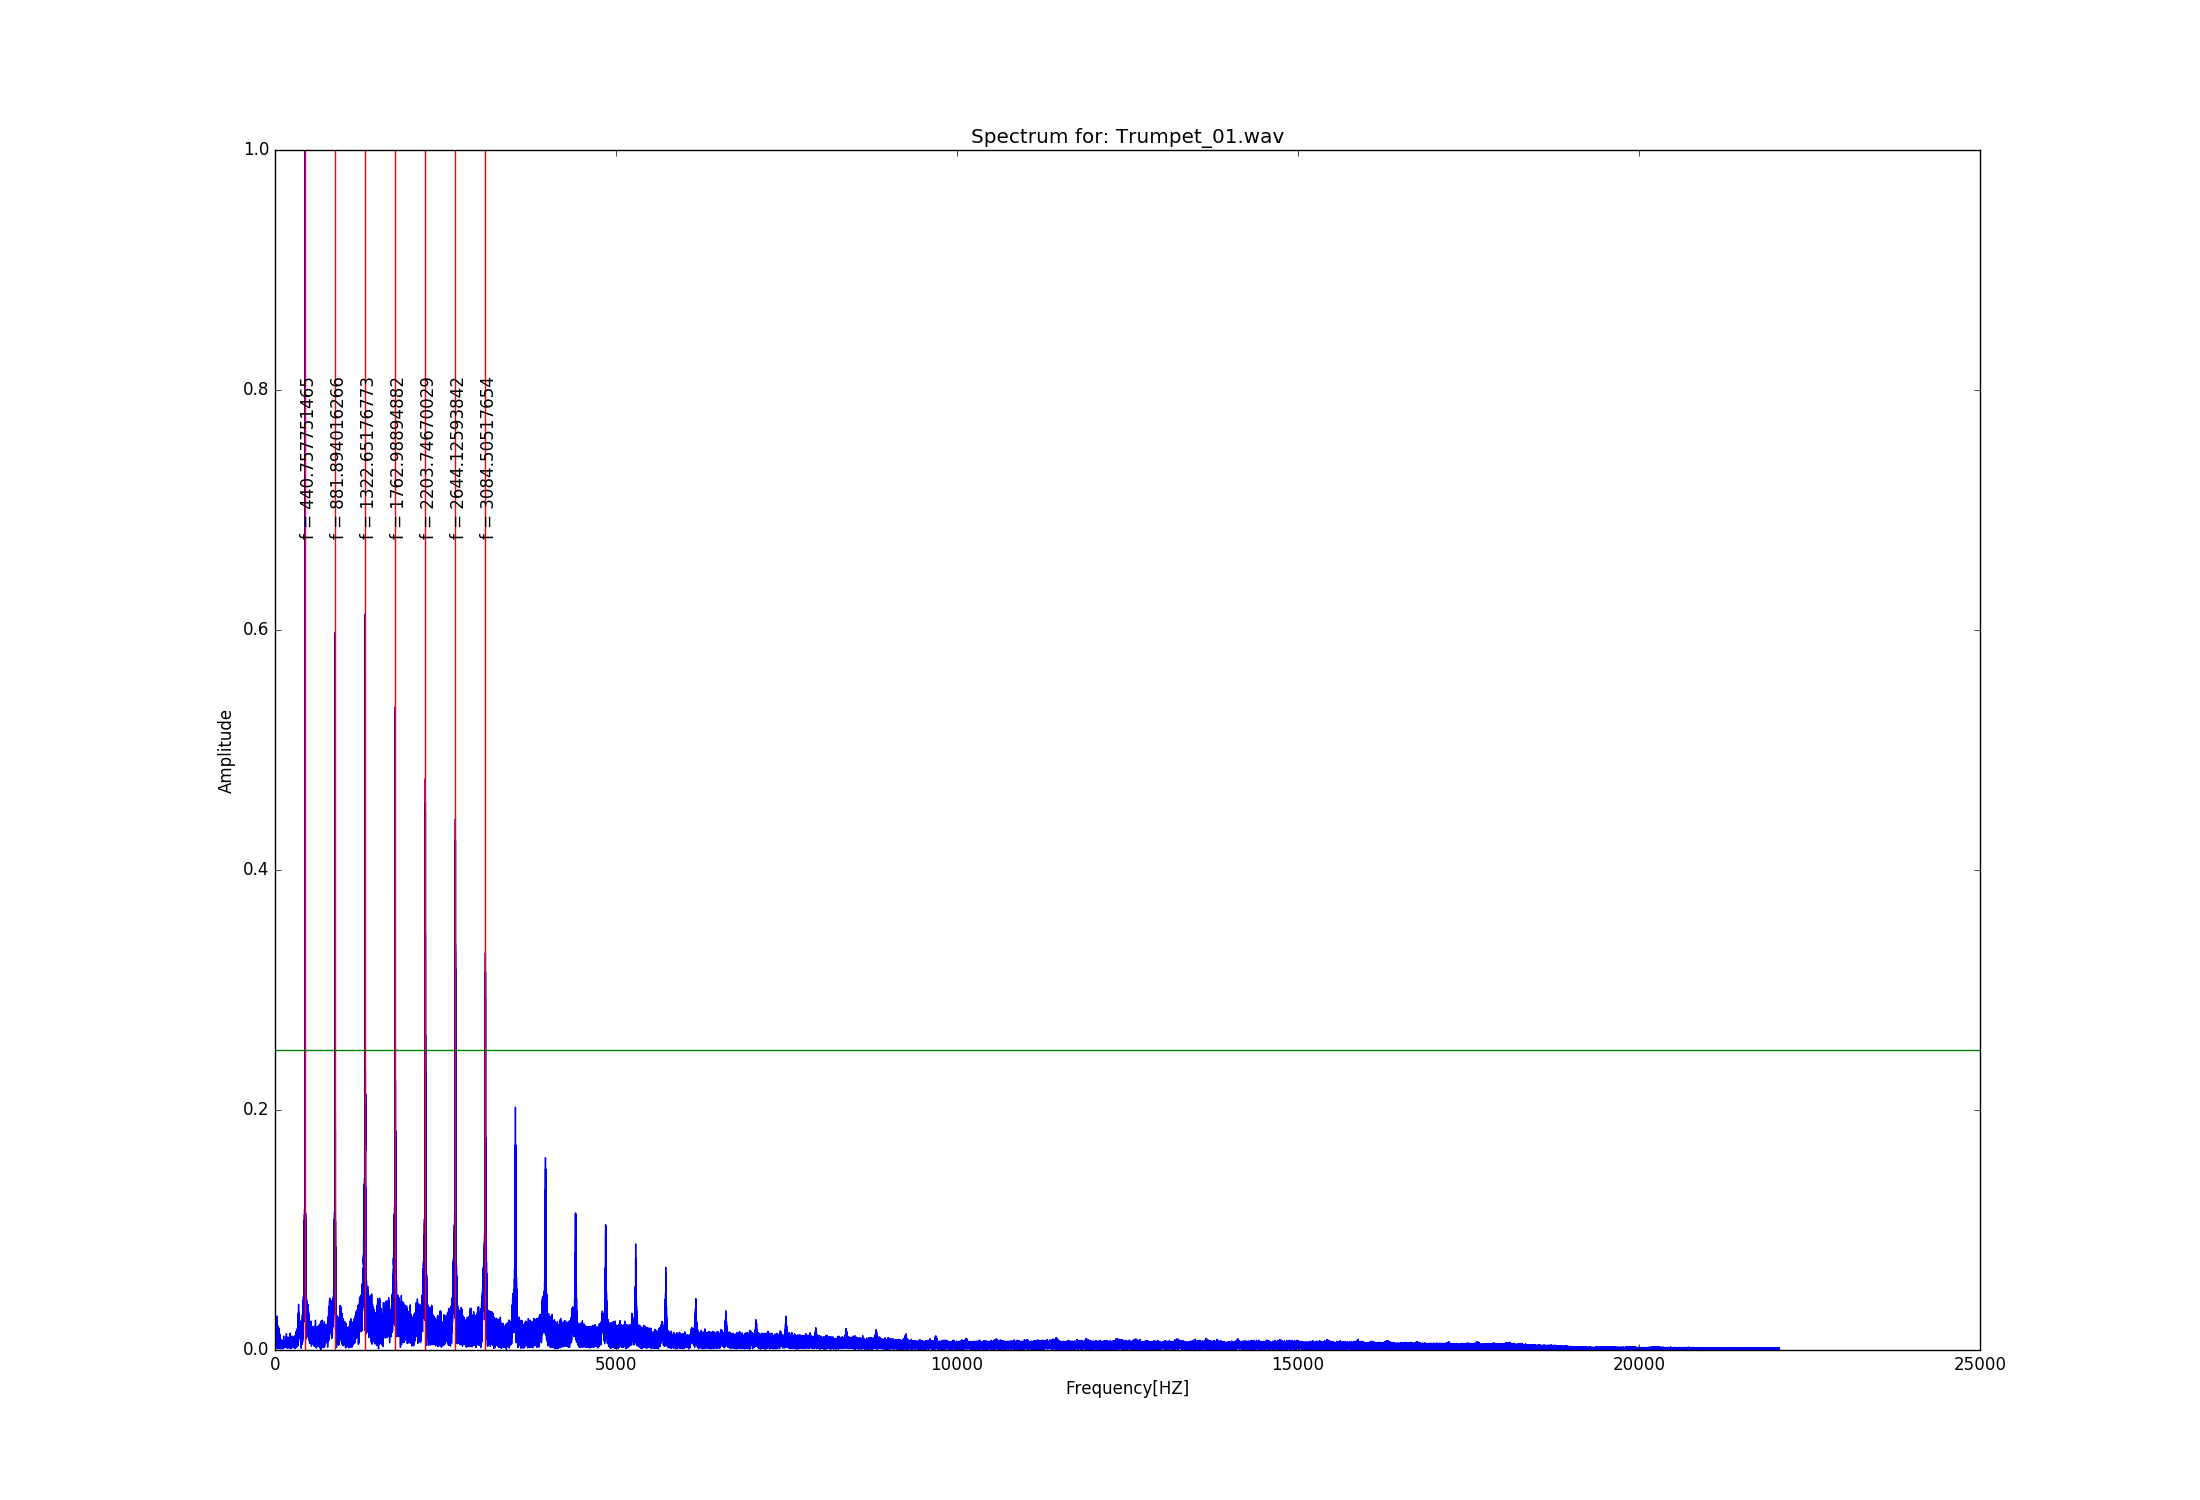 Spectrum for: Trumpet_01.wav
1.0
0.8
0.6
0.4
0.2
0.0
Amplitude
f = 440.757751465
f = 881.894016266
f = 1322.65176773
f = 1762.98894882
f = 2203.74670029
f = 2644.12593842
f = 3084.50517654
0
5000
10000
15000
20000
25000
Frequency[HZ]